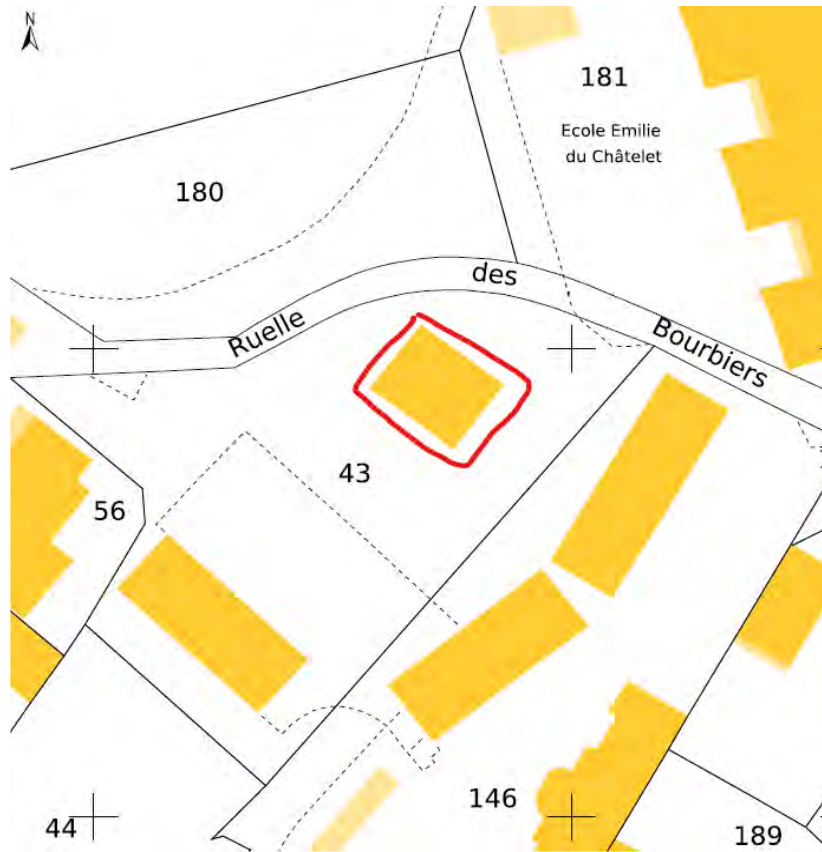 N
181
Ecole Emilie
du Châtelet
180
des
Ruelle
Bourbiers
43
56
146
44
189